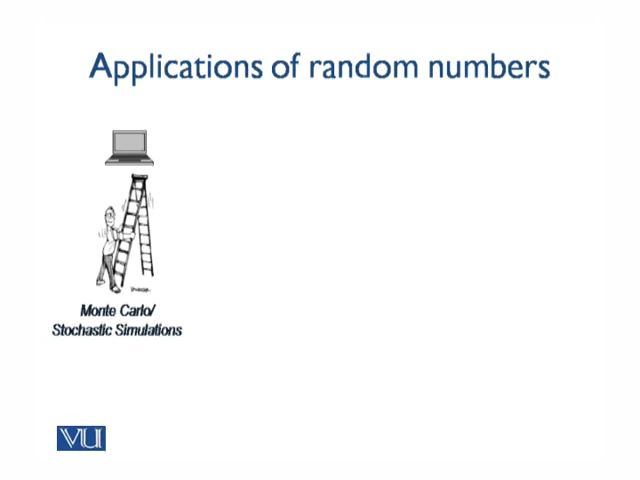 Applications of random numbers
Monte Carlo/
Stochastic Simulations
VU